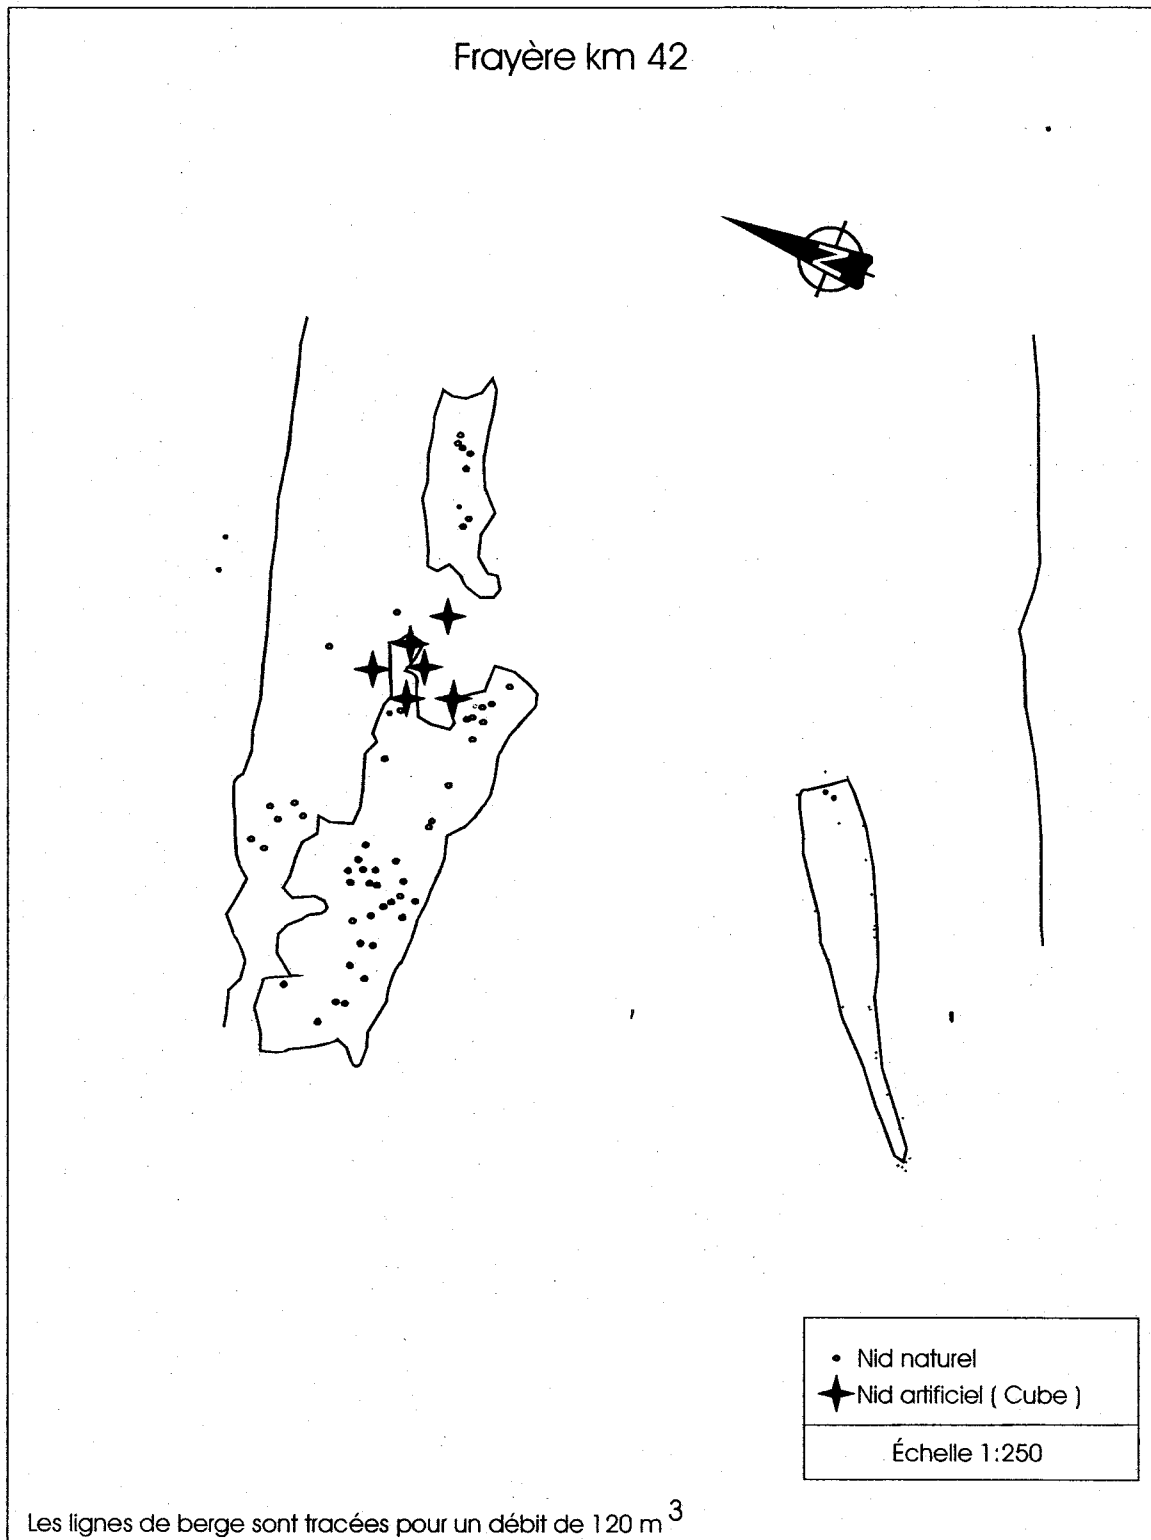 Frayère km 42
N
Nid naturel
Nid artificiel ( Cube )
Échelle 1:250
Les lignes de berge sont tracées pour un débit de 120 m 3